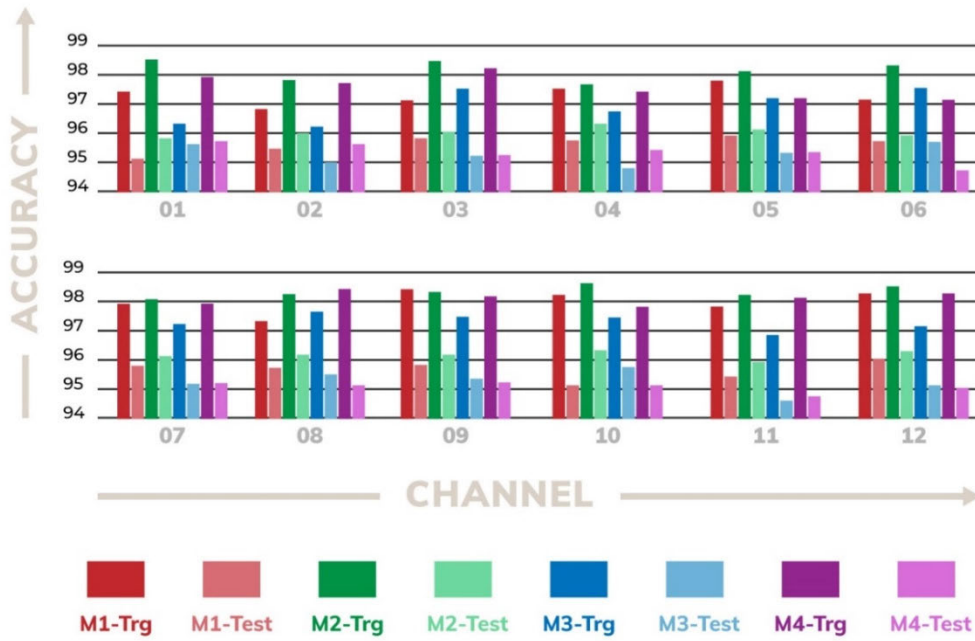 ACCURACY
99
98
97
96
95
94
01 02 03 04 05 06
99
98
97
96
95
94
07 08 09 10 11 12
CHANNEL
M1-Trg M1-Test M2-Trg M2-Test M3-Trg M3-Test M4-Trg M4-Test